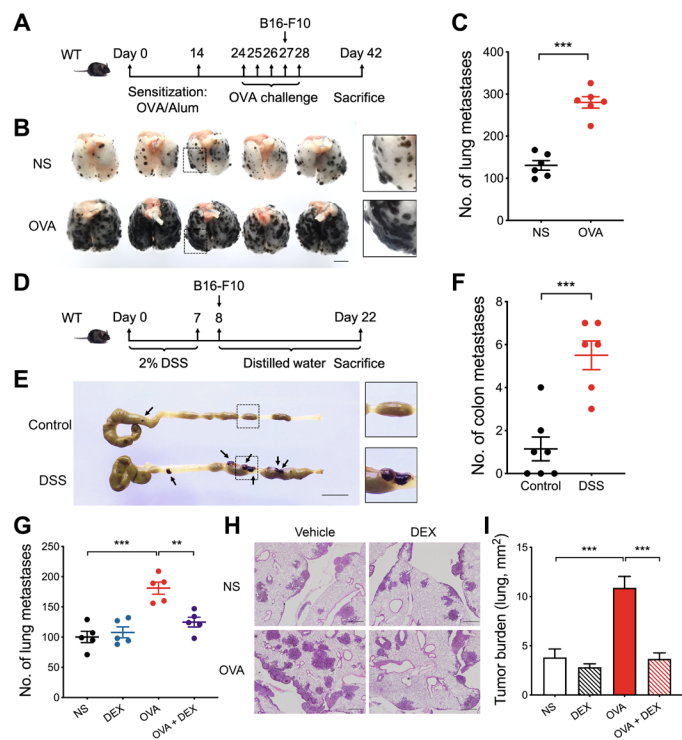 A
B16-F10
WT
Day 0
14
24 25 26 27 28
Day 42
Sensitization:
OVA/Alum
OVA challenge
Sacrifice
B
NS
OVA
C
No. of lung metastases
400
300
200
100
0
***
NS
OVA
D
B16-F10
WT
Day 0
7
8
Day 22
2% DSS
Distilled water
Sacrifice
E
Control
DSS
F
No. of colon metastases
8
6
4
2
0
***
Control
DSS
G
No. of lung metastases
250
200
150
100
50
0
***
**
NS
DEX
OVA
OVA + DEX
H
Vehicle
DEX
NS
OVA
I
Tumor burden (lung, mm²)
15
10
5
0
***
***
NS
DEX
OVA
OVA + DEX